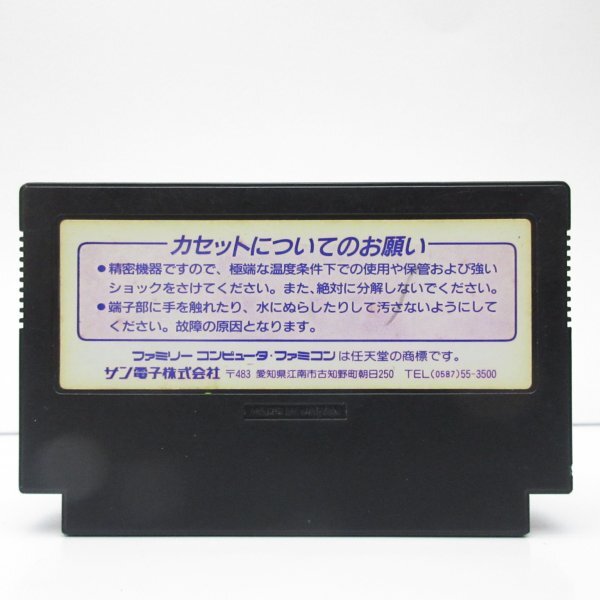 カセットについてのお願い
●精密機器ですので、極端な温度条件下での使用や保管および強い
ショックをさけてください。また、絶対に分解しないでください。
●端子部に手を触れたり、水にぬらしたりして汚さないようにして
ください。故障の原因となります。
ファミリー コンピュータ・ファミコンは任天堂の商標です。
サン電子株式会社 〒483 愛知県江南市古知野町朝日250 TEL(0587)55-3500